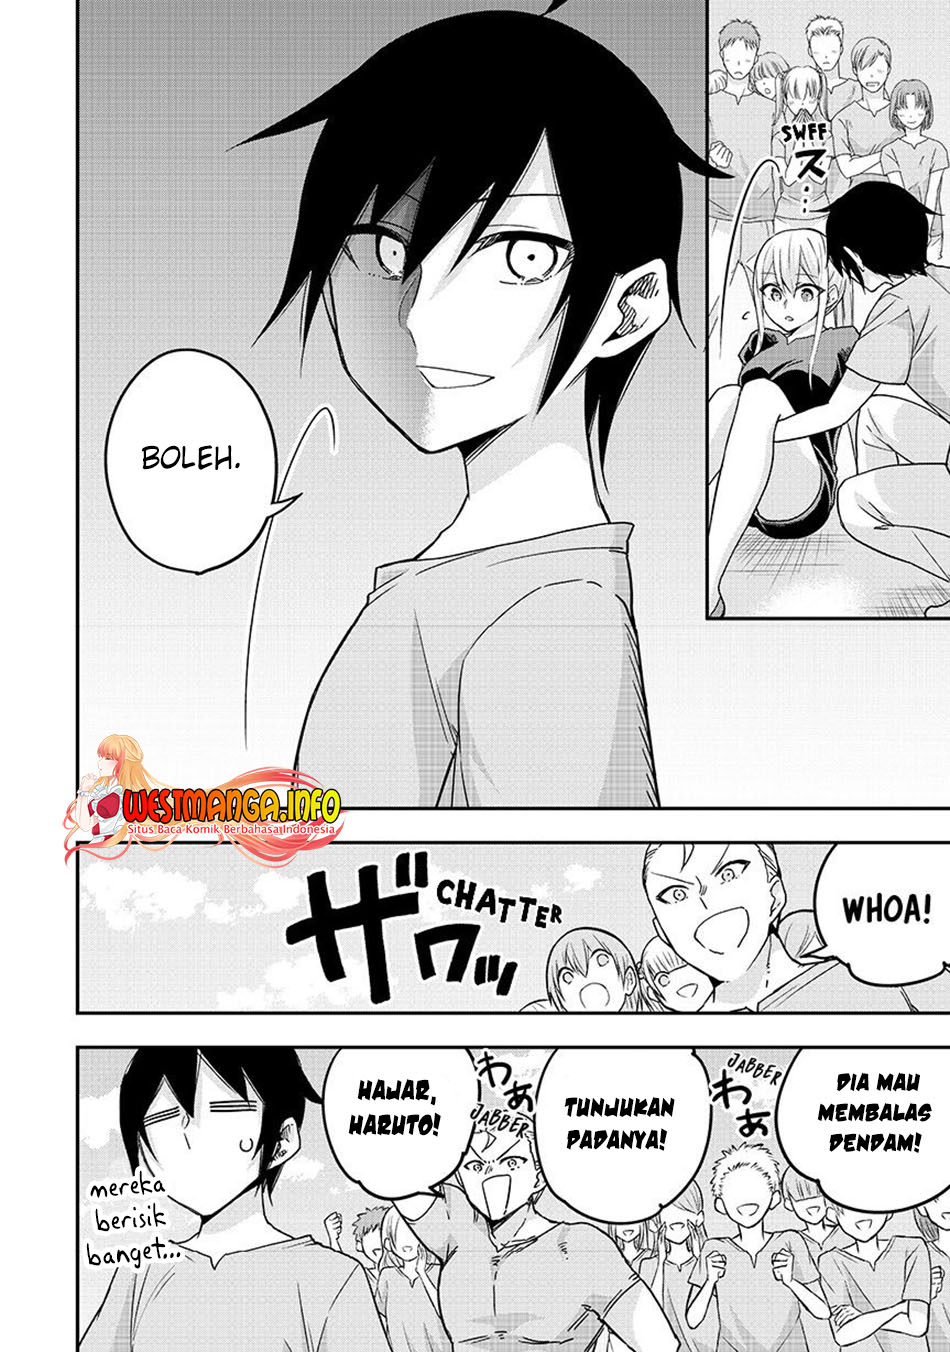 SWFF
ス…
BOLEH.
WESTMANGA.INFO
Situs Baca Komik Berbahasa Indonesia
WHOA!
CHATTER
ザワッ
DIA MAU
MEMBALAS
DENDAM!
JABBER
わぁ
TUNJUKAN
PADANYA!
わぁ
JABBER
HAJAR,
HARUTO!
mereka
berisik
banget...